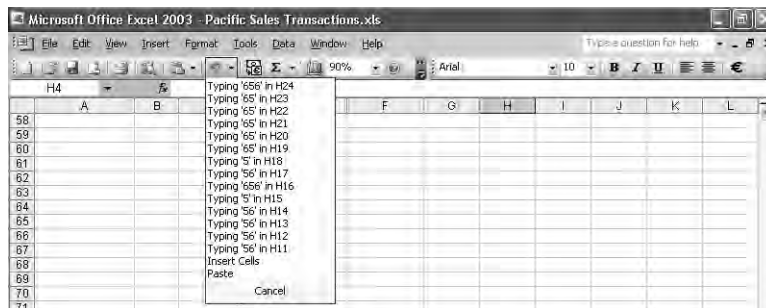 Microsoft Office Excel 2003 - Pacific Sales Transactions.xls
File Edit View Insert Format Tools Data Window Help Type a question for help
Σ 90% Arial 10 B I U €
H4 fx
A B F G H I J K L
Typing '656' in H24
Typing '65' in H23
58 Typing '65' in H22
59 Typing '65' in H21
60 Typing '65' in H20
Typing '65' in H19
61 Typing '5' in H18
62 Typing '56' in H17
63 Typing '656' in H16
64 Typing '5' in H15
65 Typing '56' in H14
Typing '56' in H13
66 Typing '56' in H12
67 Typing '56' in H11
68 Insert Cells
69 Paste
70 Cancel
71